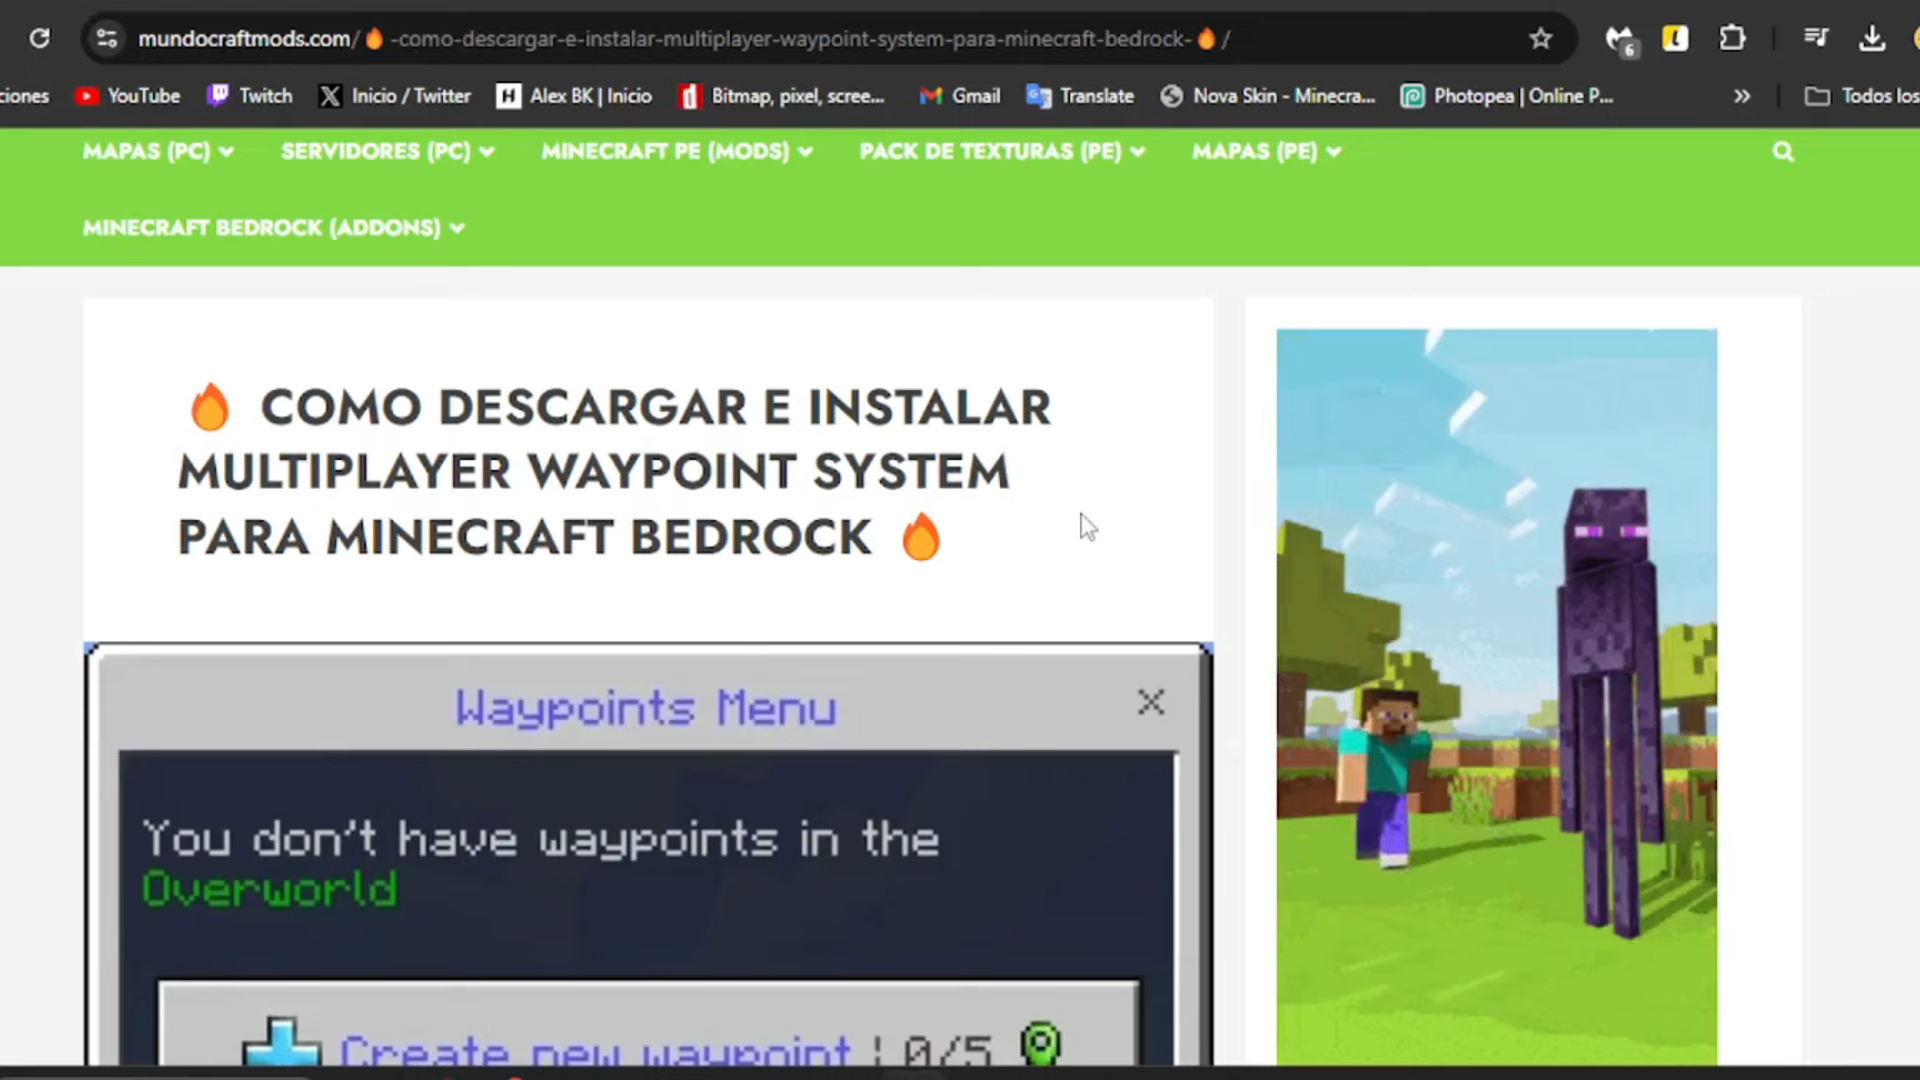 mundocraftmods.com/🔥-como-descargar-e-instalar-multiplayer-waypoint-system-para-minecraft-bedrock-🔥/
6
ciones YouTube Twitch Inicio / Twitter Alex BK | Inicio Bitmap, pixel, scree... Gmail Translate Nova Skin - Minecra... Photopea | Online P... » Todos los
MAPAS (PC) SERVIDORES (PC) MINECRAFT PE (MODS) PACK DE TEXTURAS (PE) MAPAS (PE)
MINECRAFT BEDROCK (ADDONS)
🔥 COMO DESCARGAR E INSTALAR
MULTIPLAYER WAYPOINT SYSTEM
PARA MINECRAFT BEDROCK 🔥
Waypoints Menu
You don't have waypoints in the
Overworld
Create new waypoint | 0/5